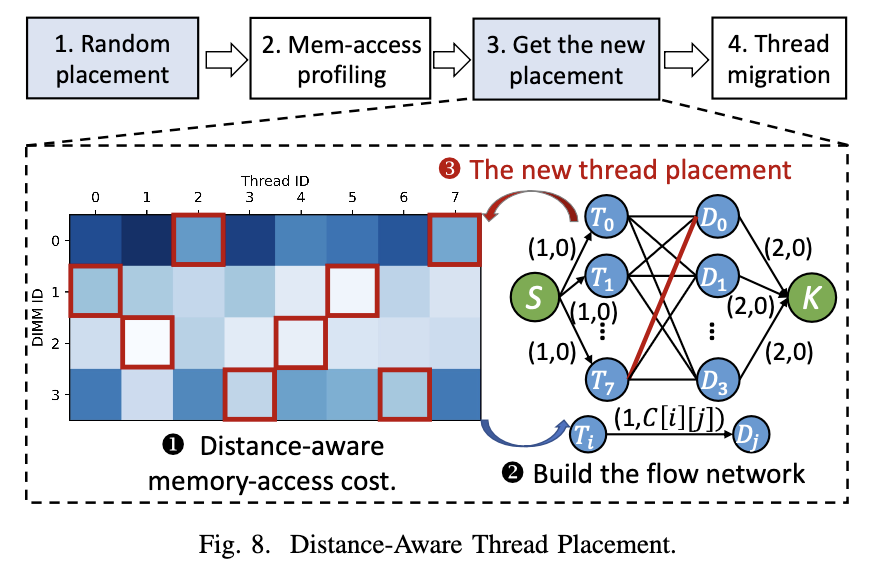 1. Random
placement
2. Mem-access
profiling
3. Get the new
placement
4. Thread
migration
❸ The new thread placement
Thread ID
0 1 2 3 4 5 6 7
DIMM ID
0
1
2
3
T₀
D₀
(1,0)
(2,0)
S
T₁
D₁
K
(1,0)
(2,0)
⋮
⋮
(1,0)
(2,0)
T₇
D₃
(1,C[i][j])
Tᵢ
Dⱼ
❶ Distance-aware
memory-access cost.
❷ Build the flow network
Fig. 8. Distance-Aware Thread Placement.